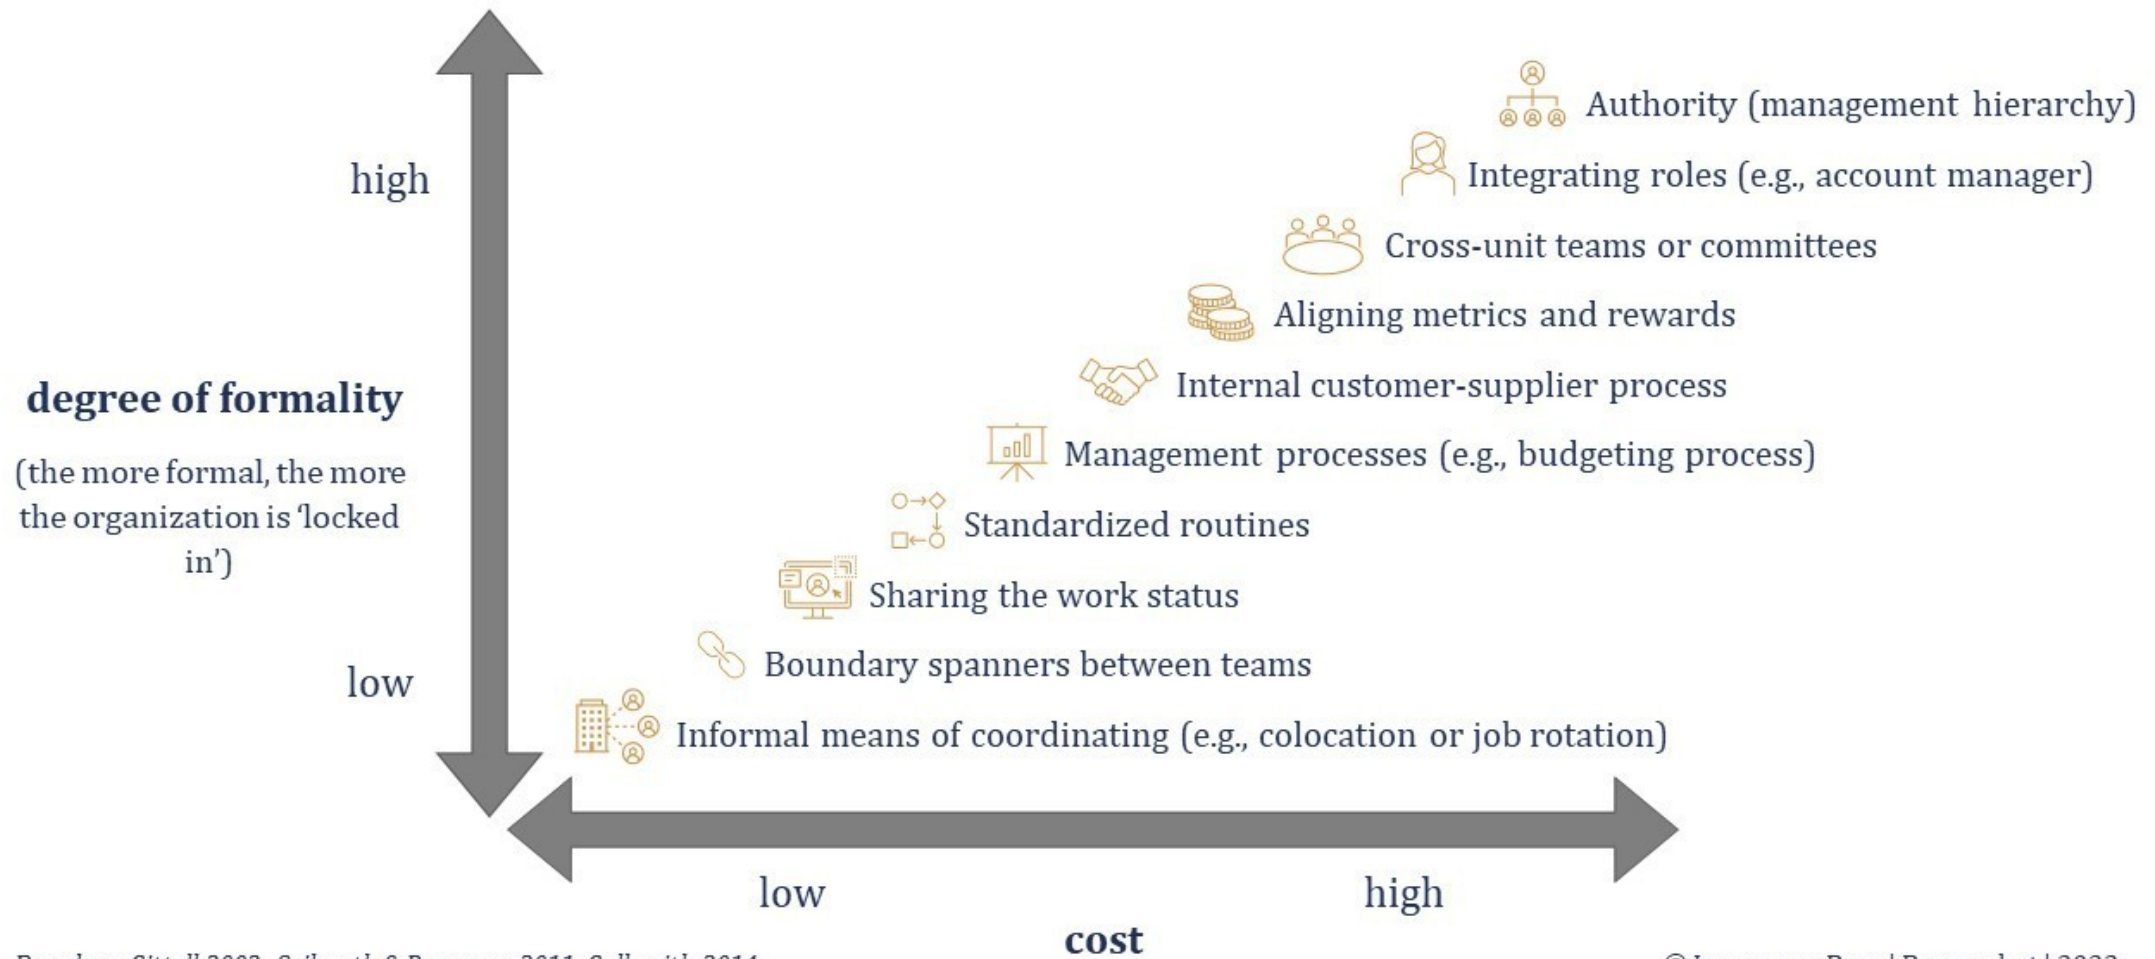 Authority (management hierarchy)
high
Integrating roles (e.g., account manager)
Cross-unit teams or committees
Aligning metrics and rewards
Internal customer-supplier process
degree of formality
Management processes (e.g., budgeting process)
(the more formal, the more
the organization is ‘locked
in’)
Standardized routines
Sharing the work status
Boundary spanners between teams
low
Informal means of coordinating (e.g., colocation or job rotation)
low
high
cost